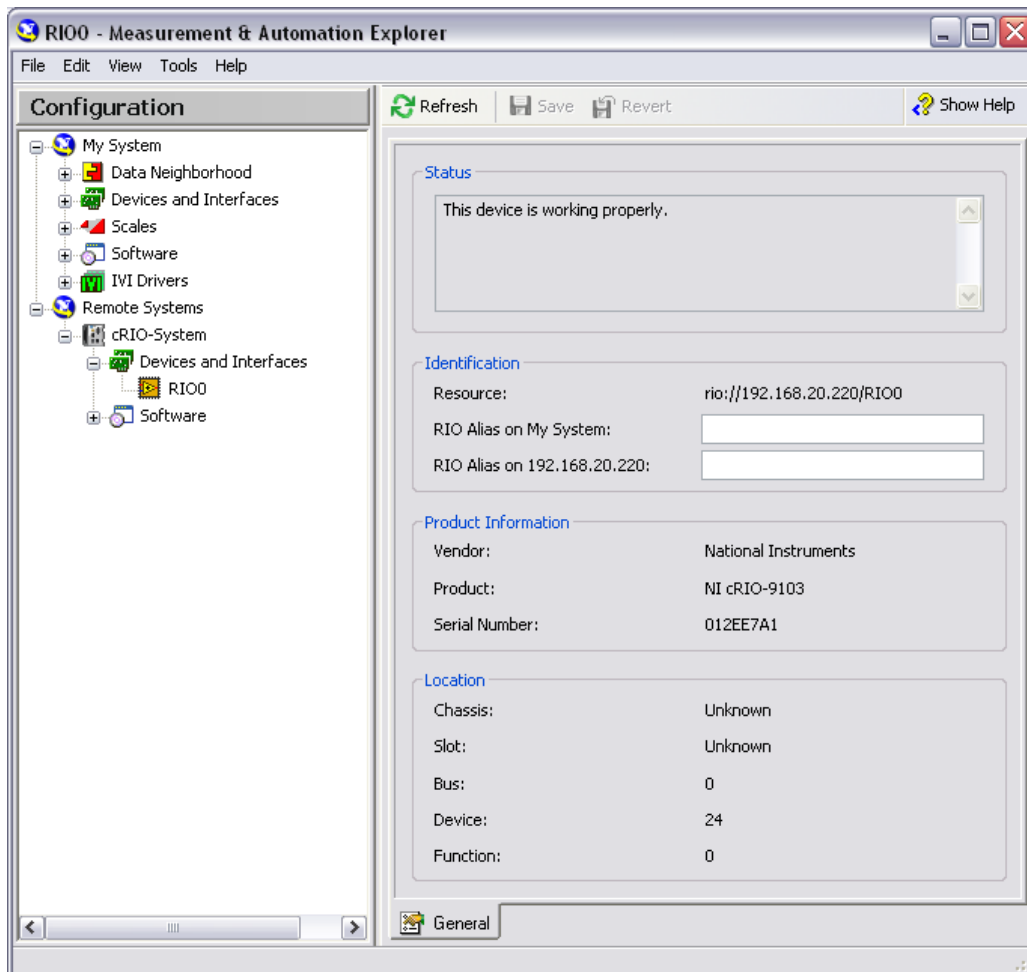 RIO0 - Measurement & Automation Explorer
File Edit View Tools Help
Configuration
Refresh Save Revert Show Help
My System
Data Neighborhood
Devices and Interfaces
Scales
Software
IVI Drivers
Remote Systems
cRIO-System
Devices and Interfaces
RIO0
Software
Status
This device is working properly.
Identification
Resource: rio://192.168.20.220/RIO0
RIO Alias on My System:
RIO Alias on 192.168.20.220:
Product Information
Vendor: National Instruments
Product: NI cRIO-9103
Serial Number: 012EE7A1
Location
Chassis: Unknown
Slot: Unknown
Bus: 0
Device: 24
Function: 0
General